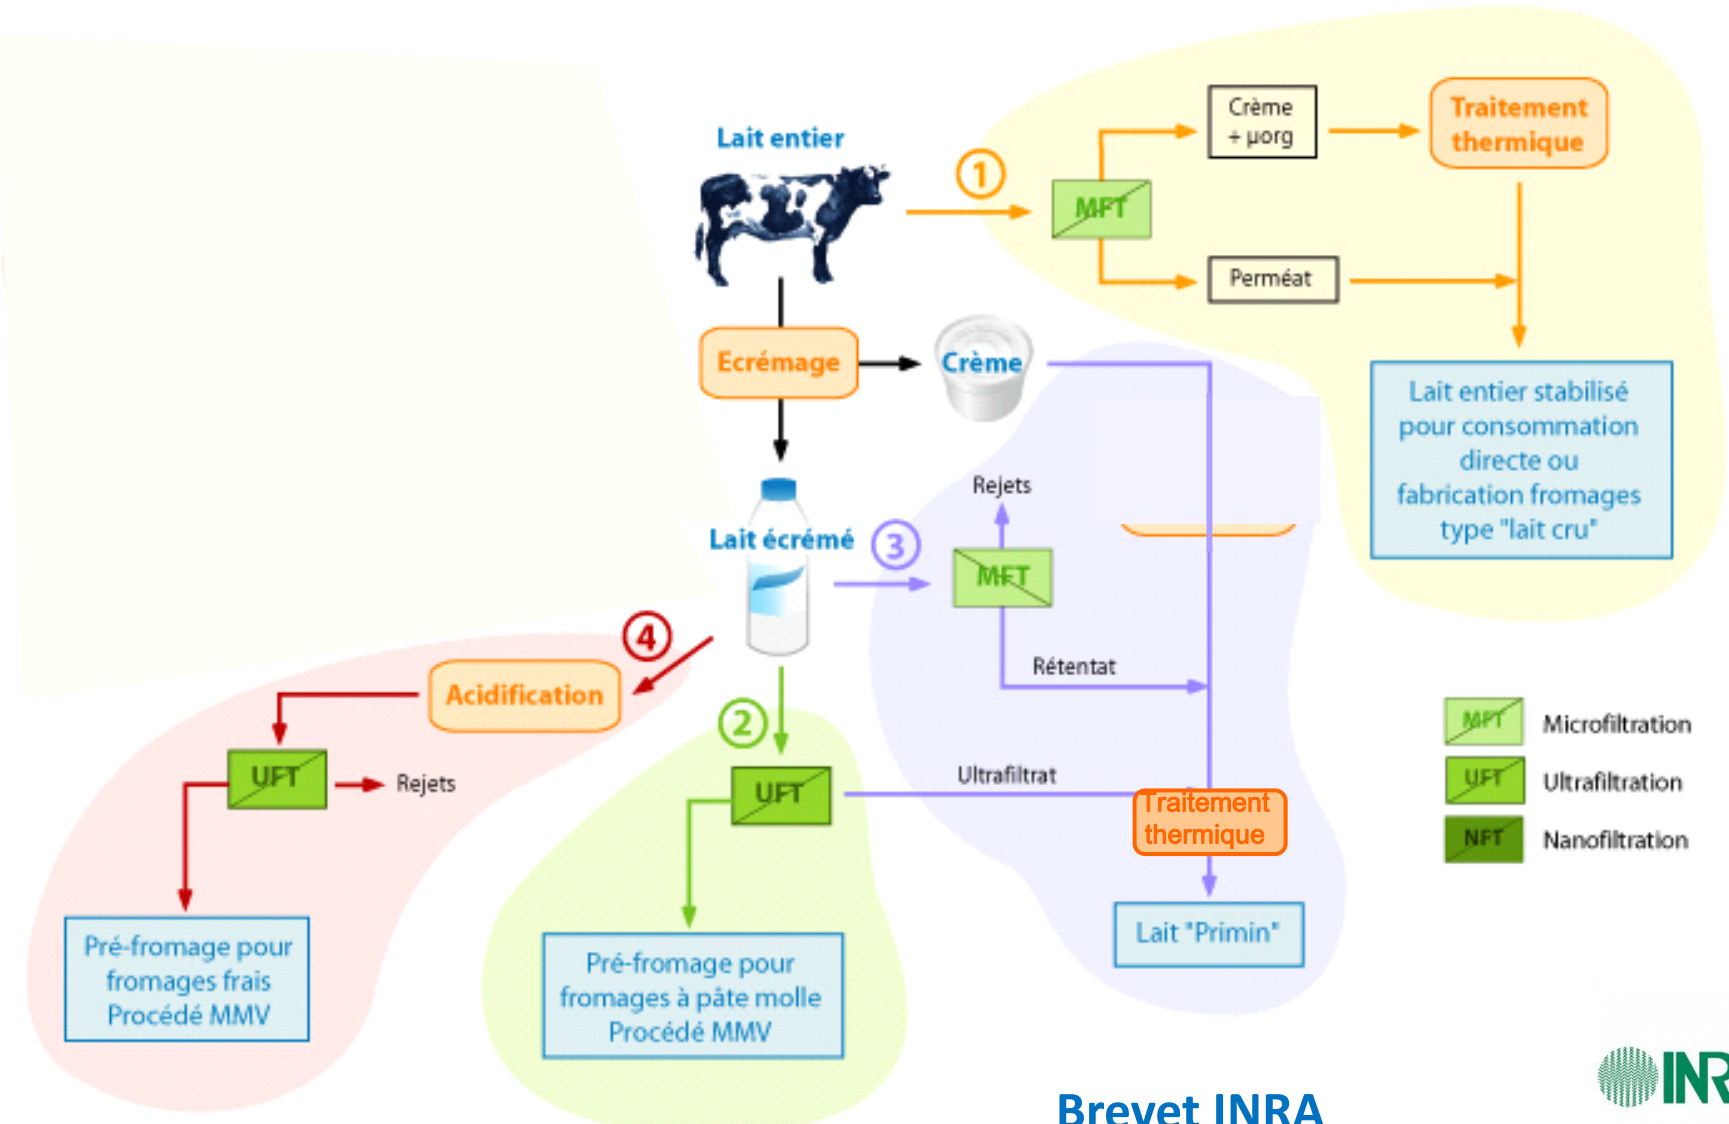 Lait entier
1
MFT
Crème
+ µorg
Traitement
thermique
Perméat
Ecrémage
Crème
Lait entier stabilisé
pour consommation
directe ou
fabrication fromages
type "lait cru"
Rejets
Lait écrémé
3
MFT
Rétentat
4
Acidification
2
UFT
Rejets
UFT
Ultrafiltrat
Traitement
thermique
Lait "Primin"
Pré-fromage pour
fromages frais
Procédé MMV
Pré-fromage pour
fromages à pâte molle
Procédé MMV
MFT Microfiltration
UFT Ultrafiltration
NFT Nanofiltration
Brevet INRA
INR